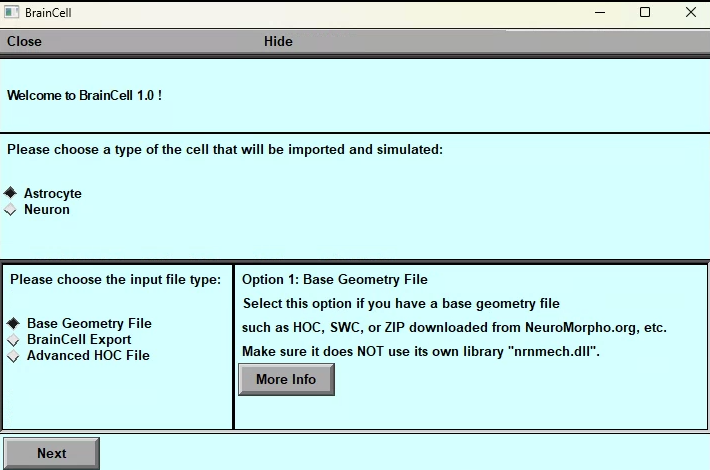 BrainCell
Close Hide
Welcome to BrainCell 1.0 !
Please choose a type of the cell that will be imported and simulated:
Astrocyte
Neuron
Please choose the input file type:
Base Geometry File
BrainCell Export
Advanced HOC File
Option 1: Base Geometry File
Select this option if you have a base geometry file
such as HOC, SWC, or ZIP downloaded from NeuroMorpho.org, etc.
Make sure it does NOT use its own library "nrnmech.dll".
More Info
Next